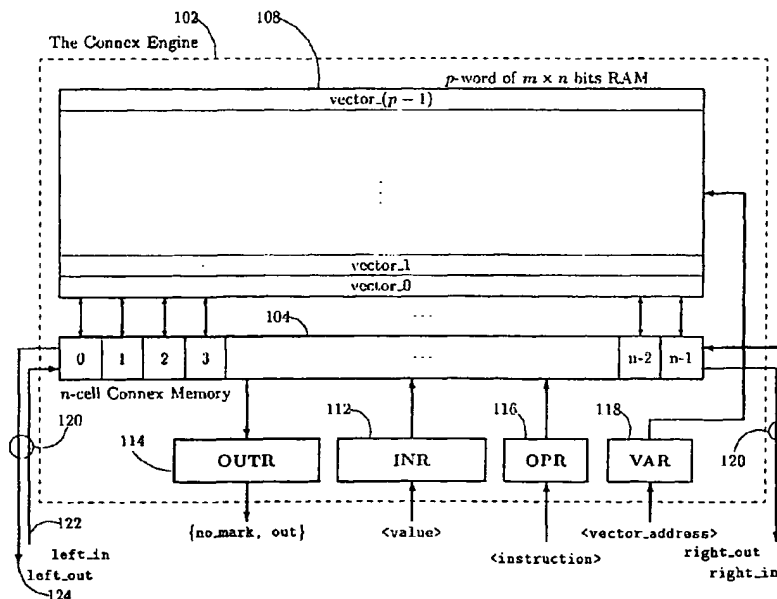 102
108
The Connex Engine
p-word of m × n bits RAM
vector_(p − 1)
vector_1
vector_0
104
0 1 2 3 n-2 n-1
n-cell Connex Memory
120
114
112
116
118
120
OUTR
INR
OPR
VAR
122
{no_mark, out}
<value>
<instruction>
<vector_address>
left_in
left_out
right_out
right_in
124